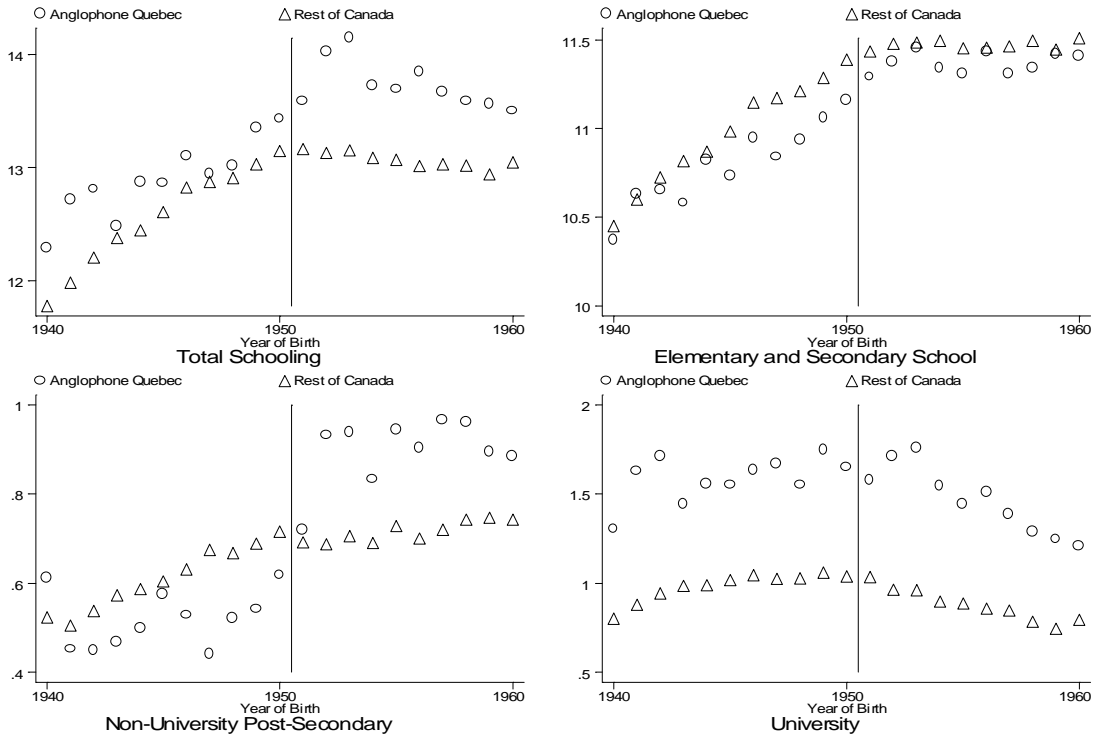 Anglophone Quebec Rest of Canada
14
13
12
1940 1950 1960
Year of Birth
Total Schooling
Anglophone Quebec Rest of Canada
11.5
11
10.5
10
1940 1950 1960
Year of Birth
Elementary and Secondary School
Anglophone Quebec Rest of Canada
1
.8
.6
.4
1940 1950 1960
Year of Birth
Non-University Post-Secondary
Anglophone Quebec Rest of Canada
2
1.5
1
.5
1940 1950 1960
Year of Birth
University